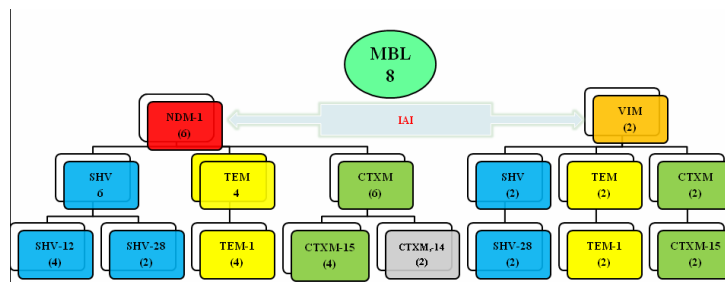 MBL
8
IAI
NDM-1
(6)
VIM
(2)
SHV
6
TEM
4
CTXM
(6)
SHV
(2)
TEM
(2)
CTXM
(2)
SHV-12
(4)
SHV-28
(2)
TEM-1
(4)
CTXM-15
(4)
CTXM,-14
(2)
SHV-28
(2)
TEM-1
(2)
CTXM-15
(2)